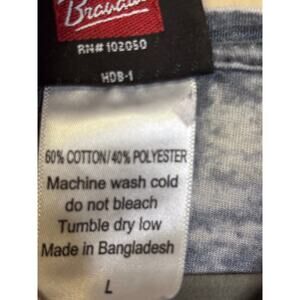 Bravado
RN# 102050
HDB-1
60% COTTON/40% POLYESTER
Machine wash cold
do not bleach
Tumble dry low
Made in Bangladesh
L